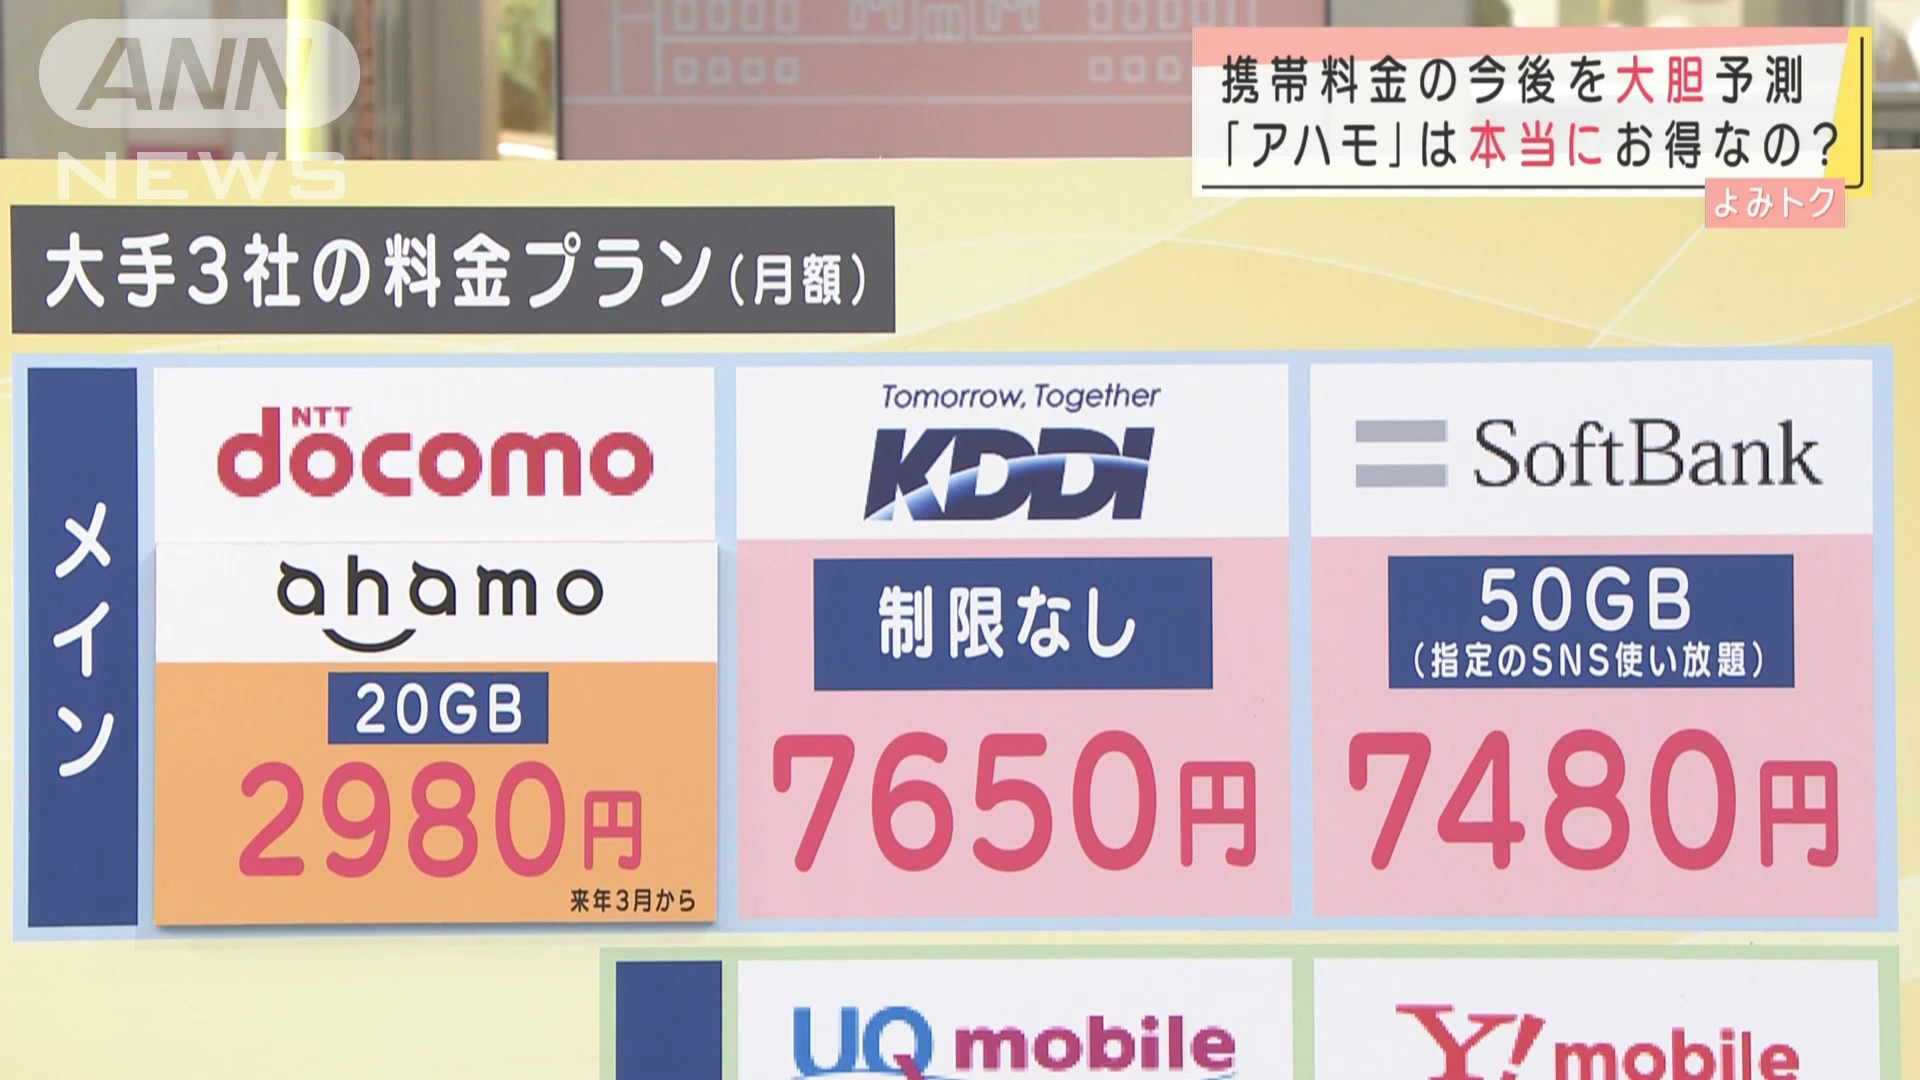 ANN
NEWS
携帯料金の今後を大胆予測
「アハモ」は本当にお得なの？
よみトク
大手3社の料金プラン（月額）
メイン
NTT
docomo
ahamo
20GB
2980円
来年3月から
Tomorrow, Together
KDDI
制限なし
7650円
SoftBank
50GB
（指定のSNS使い放題）
7480円
UQ mobile
Y!mobile